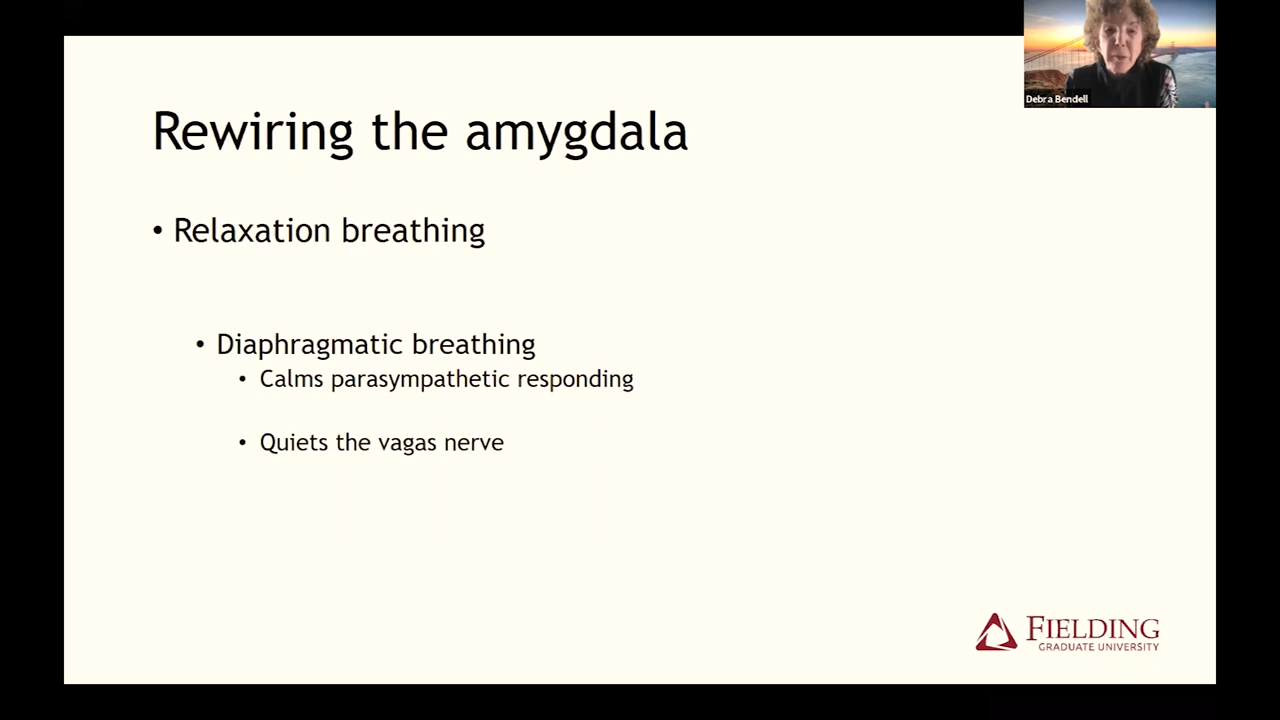 Debra Bendell
Rewiring the amygdala
• Relaxation breathing
• Diaphragmatic breathing
• Calms parasympathetic responding
• Quiets the vagas nerve
FIELDING
GRADUATE UNIVERSITY